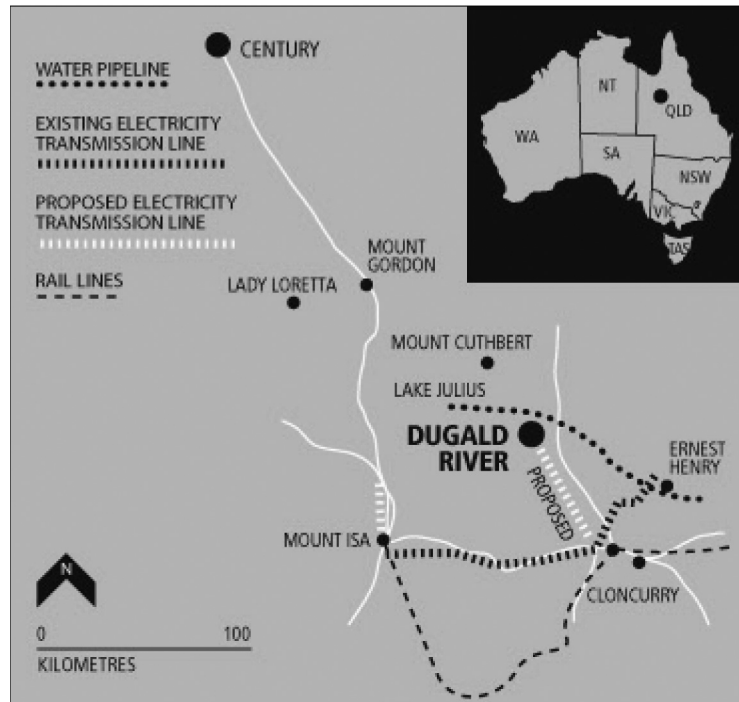 CENTURY
WATER PIPELINE
EXISTING ELECTRICITY
TRANSMISSION LINE
PROPOSED ELECTRICITY
TRANSMISSION LINE
RAIL LINES
NT
QLD
WA
SA
NSW
VIC
TAS
MOUNT
GORDON
LADY LORETTA
MOUNT CUTHBERT
LAKE JULIUS
DUGALD
RIVER
ERNEST
HENRY
PROPOSED
MOUNT ISA
CLONCURRY
N
0 100
KILOMETRES